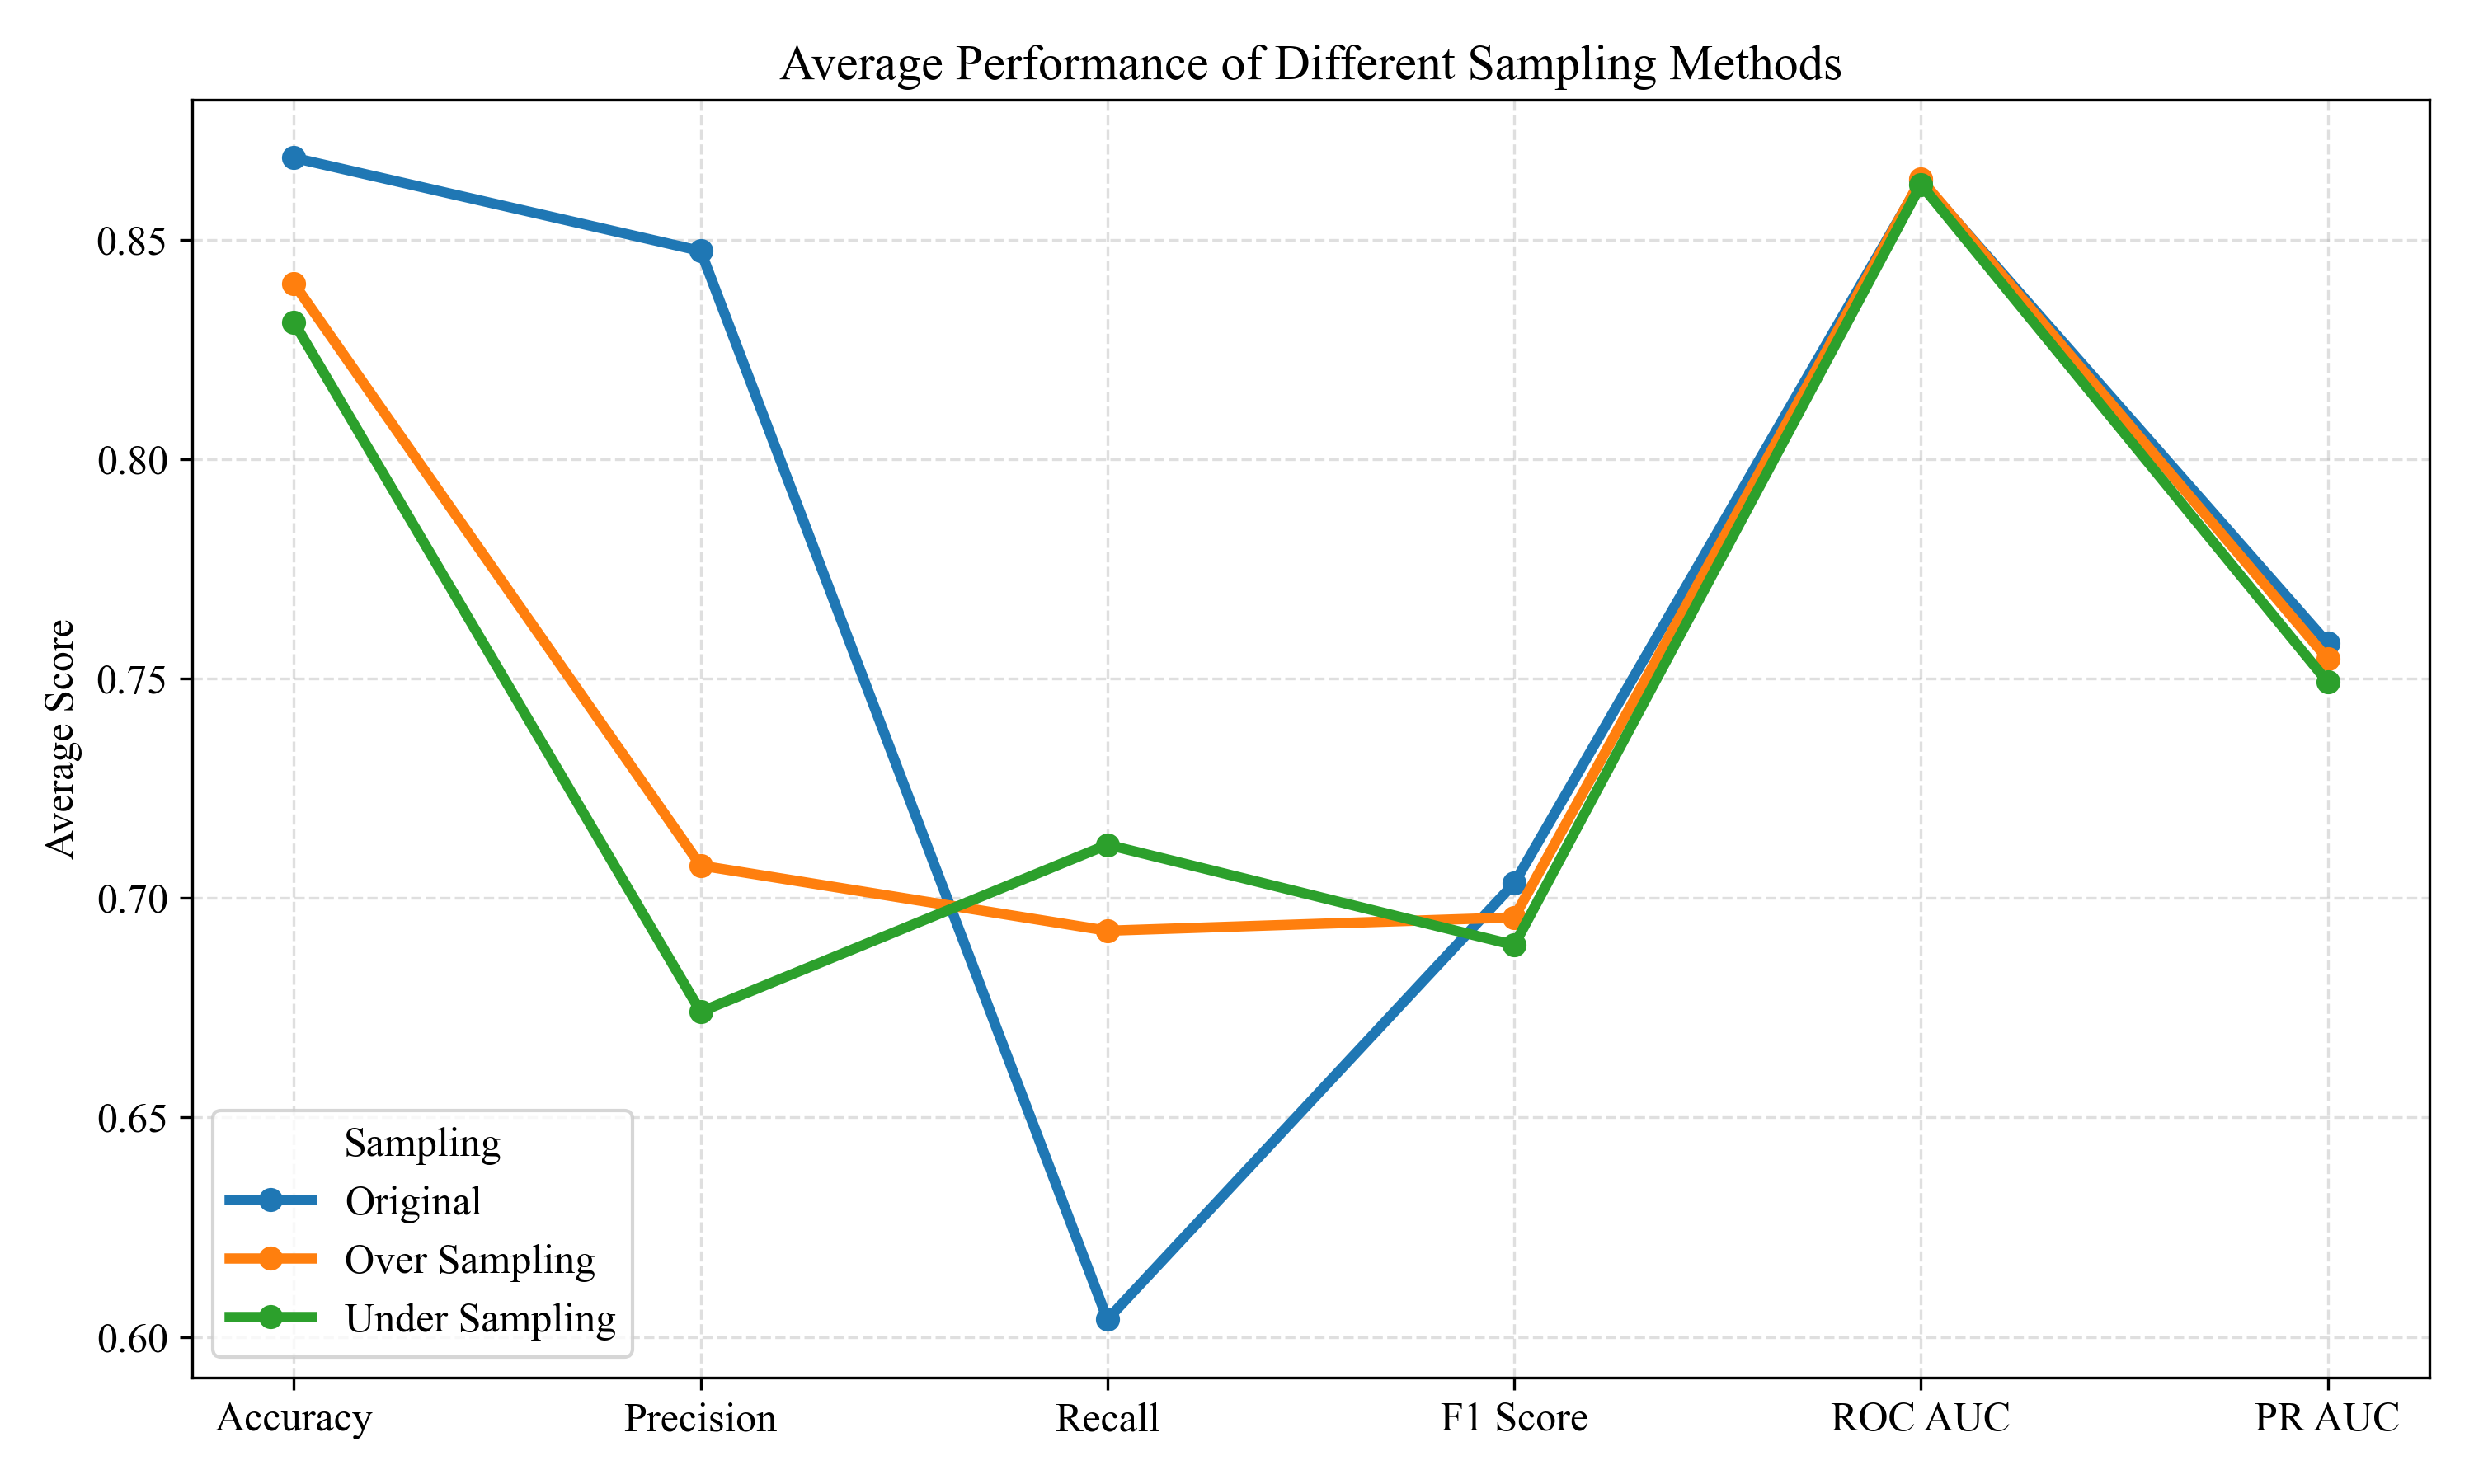 Average Performance of Different Sampling Methods
Average Score
0.85
0.80
0.75
0.70
0.65
0.60
Sampling
Original
Over Sampling
Under Sampling
Accuracy
Precision
Recall
F1 Score
ROC AUC
PR AUC